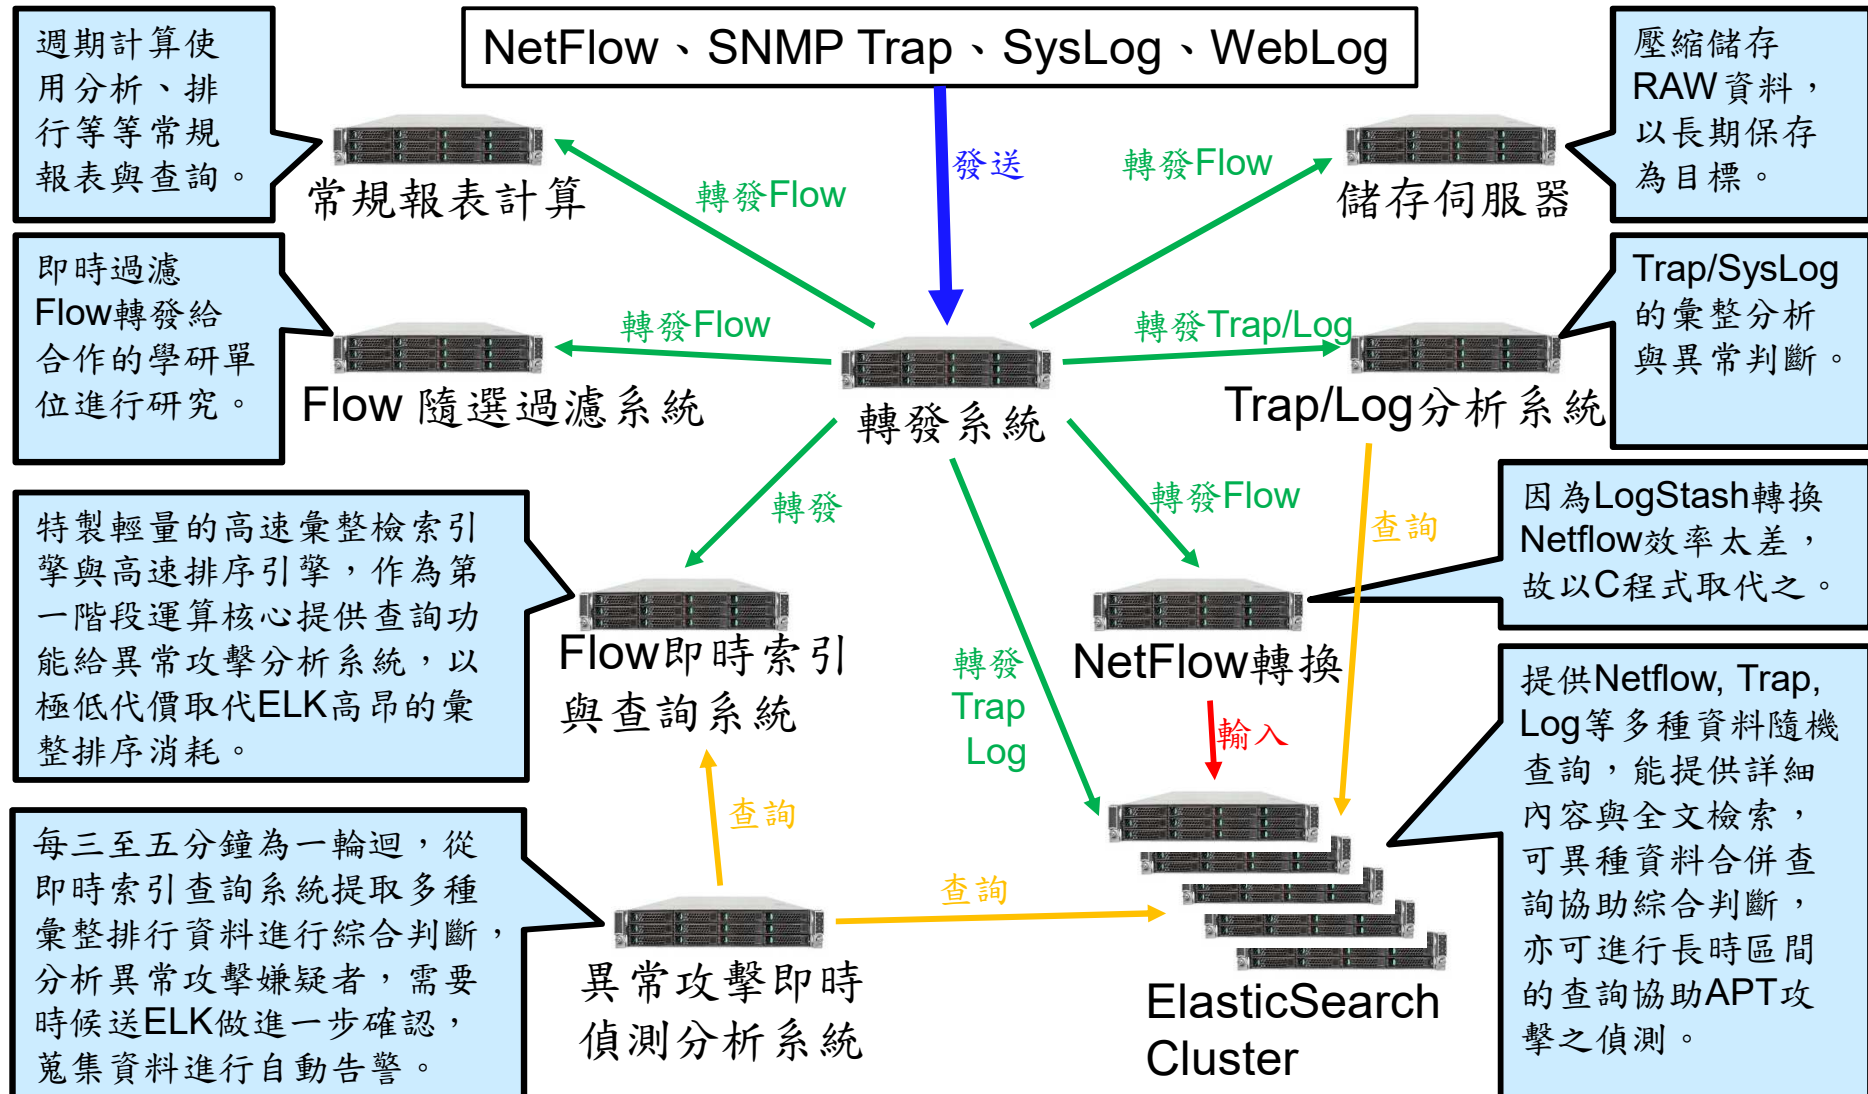 NetFlow、SNMP Trap、SysLog、WebLog
週期計算使
用分析、排
行等等常規
報表與查詢。
常規報表計算
轉發Flow
發送
轉發Flow
儲存伺服器
壓縮儲存
RAW資料，
以長期保存
為目標。
即時過濾
Flow轉發給
合作的學研單
位進行研究。
Flow 隨選過濾系統
轉發Flow
轉發系統
轉發Trap/Log
Trap/Log分析系統
Trap/SysLog
的彙整分析
與異常判斷。
特製輕量的高速彙整檢索引
擎與高速排序引擎，作為第
一階段運算核心提供查詢功
能給異常攻擊分析系統，以
極低代價取代ELK高昂的彙
整排序消耗。
轉發
Flow即時索引
與查詢系統
轉發
Trap
Log
轉發Flow
NetFlow轉換
輸入
查詢
因為LogStash轉換
Netflow效率太差，
故以C程式取代之。
每三至五分鐘為一輪迴，從
即時索引查詢系統提取多種
彙整排行資料進行綜合判斷，
分析異常攻擊嫌疑者，需要
時候送ELK做進一步確認，
蒐集資料進行自動告警。
查詢
異常攻擊即時
偵測分析系統
查詢
ElasticSearch
Cluster
提供Netflow, Trap,
Log等多種資料隨機
查詢，能提供詳細
內容與全文檢索，
可異種資料合併查
詢協助綜合判斷，
亦可進行長時區間
的查詢協助APT攻
擊之偵測。